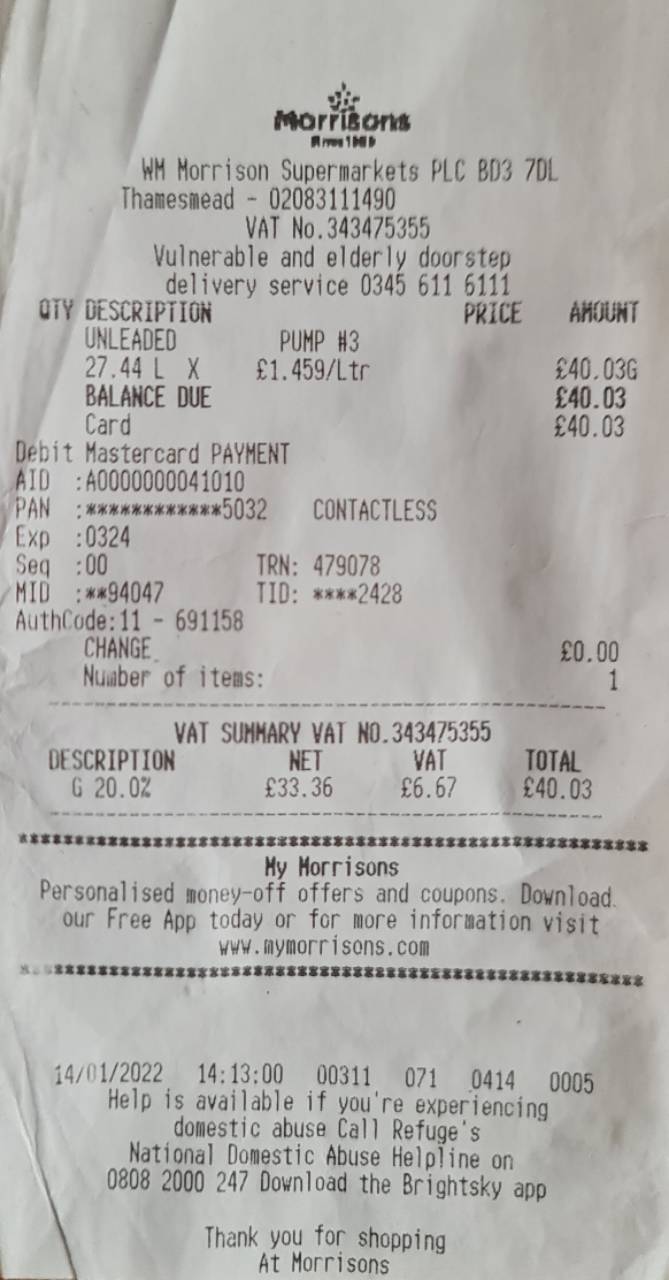 Morrisons
Since 1899
WM Morrison Supermarkets PLC BD3 7DL
Thamesmead - 02083111490
VAT No.343475355
Vulnerable and elderly doorstep
delivery service 0345 611 6111
QTY DESCRIPTION PRICE AMOUNT
UNLEADED PUMP #3
27.44 L X £1.459/Ltr £40.03G
BALANCE DUE £40.03
Card £40.03
Debit Mastercard PAYMENT
AID :A0000000041010
PAN :************5032 CONTACTLESS
Exp :0324
Seq :00 TRN: 479078
MID :**94047 TID: ****2428
AuthCode:11 - 691158
CHANGE £0.00
Number of items: 1
VAT SUMMARY VAT NO.343475355
DESCRIPTION NET VAT TOTAL
G 20.0% £33.36 £6.67 £40.03
My Morrisons
Personalised money-off offers and coupons. Download
our Free App today or for more information visit
www.mymorrisons.com
14/01/2022 14:13:00 00311 071 0414 0005
Help is available if you're experiencing
domestic abuse Call Refuge's
National Domestic Abuse Helpline on
0808 2000 247 Download the Brightsky app
Thank you for shopping
At Morrisons